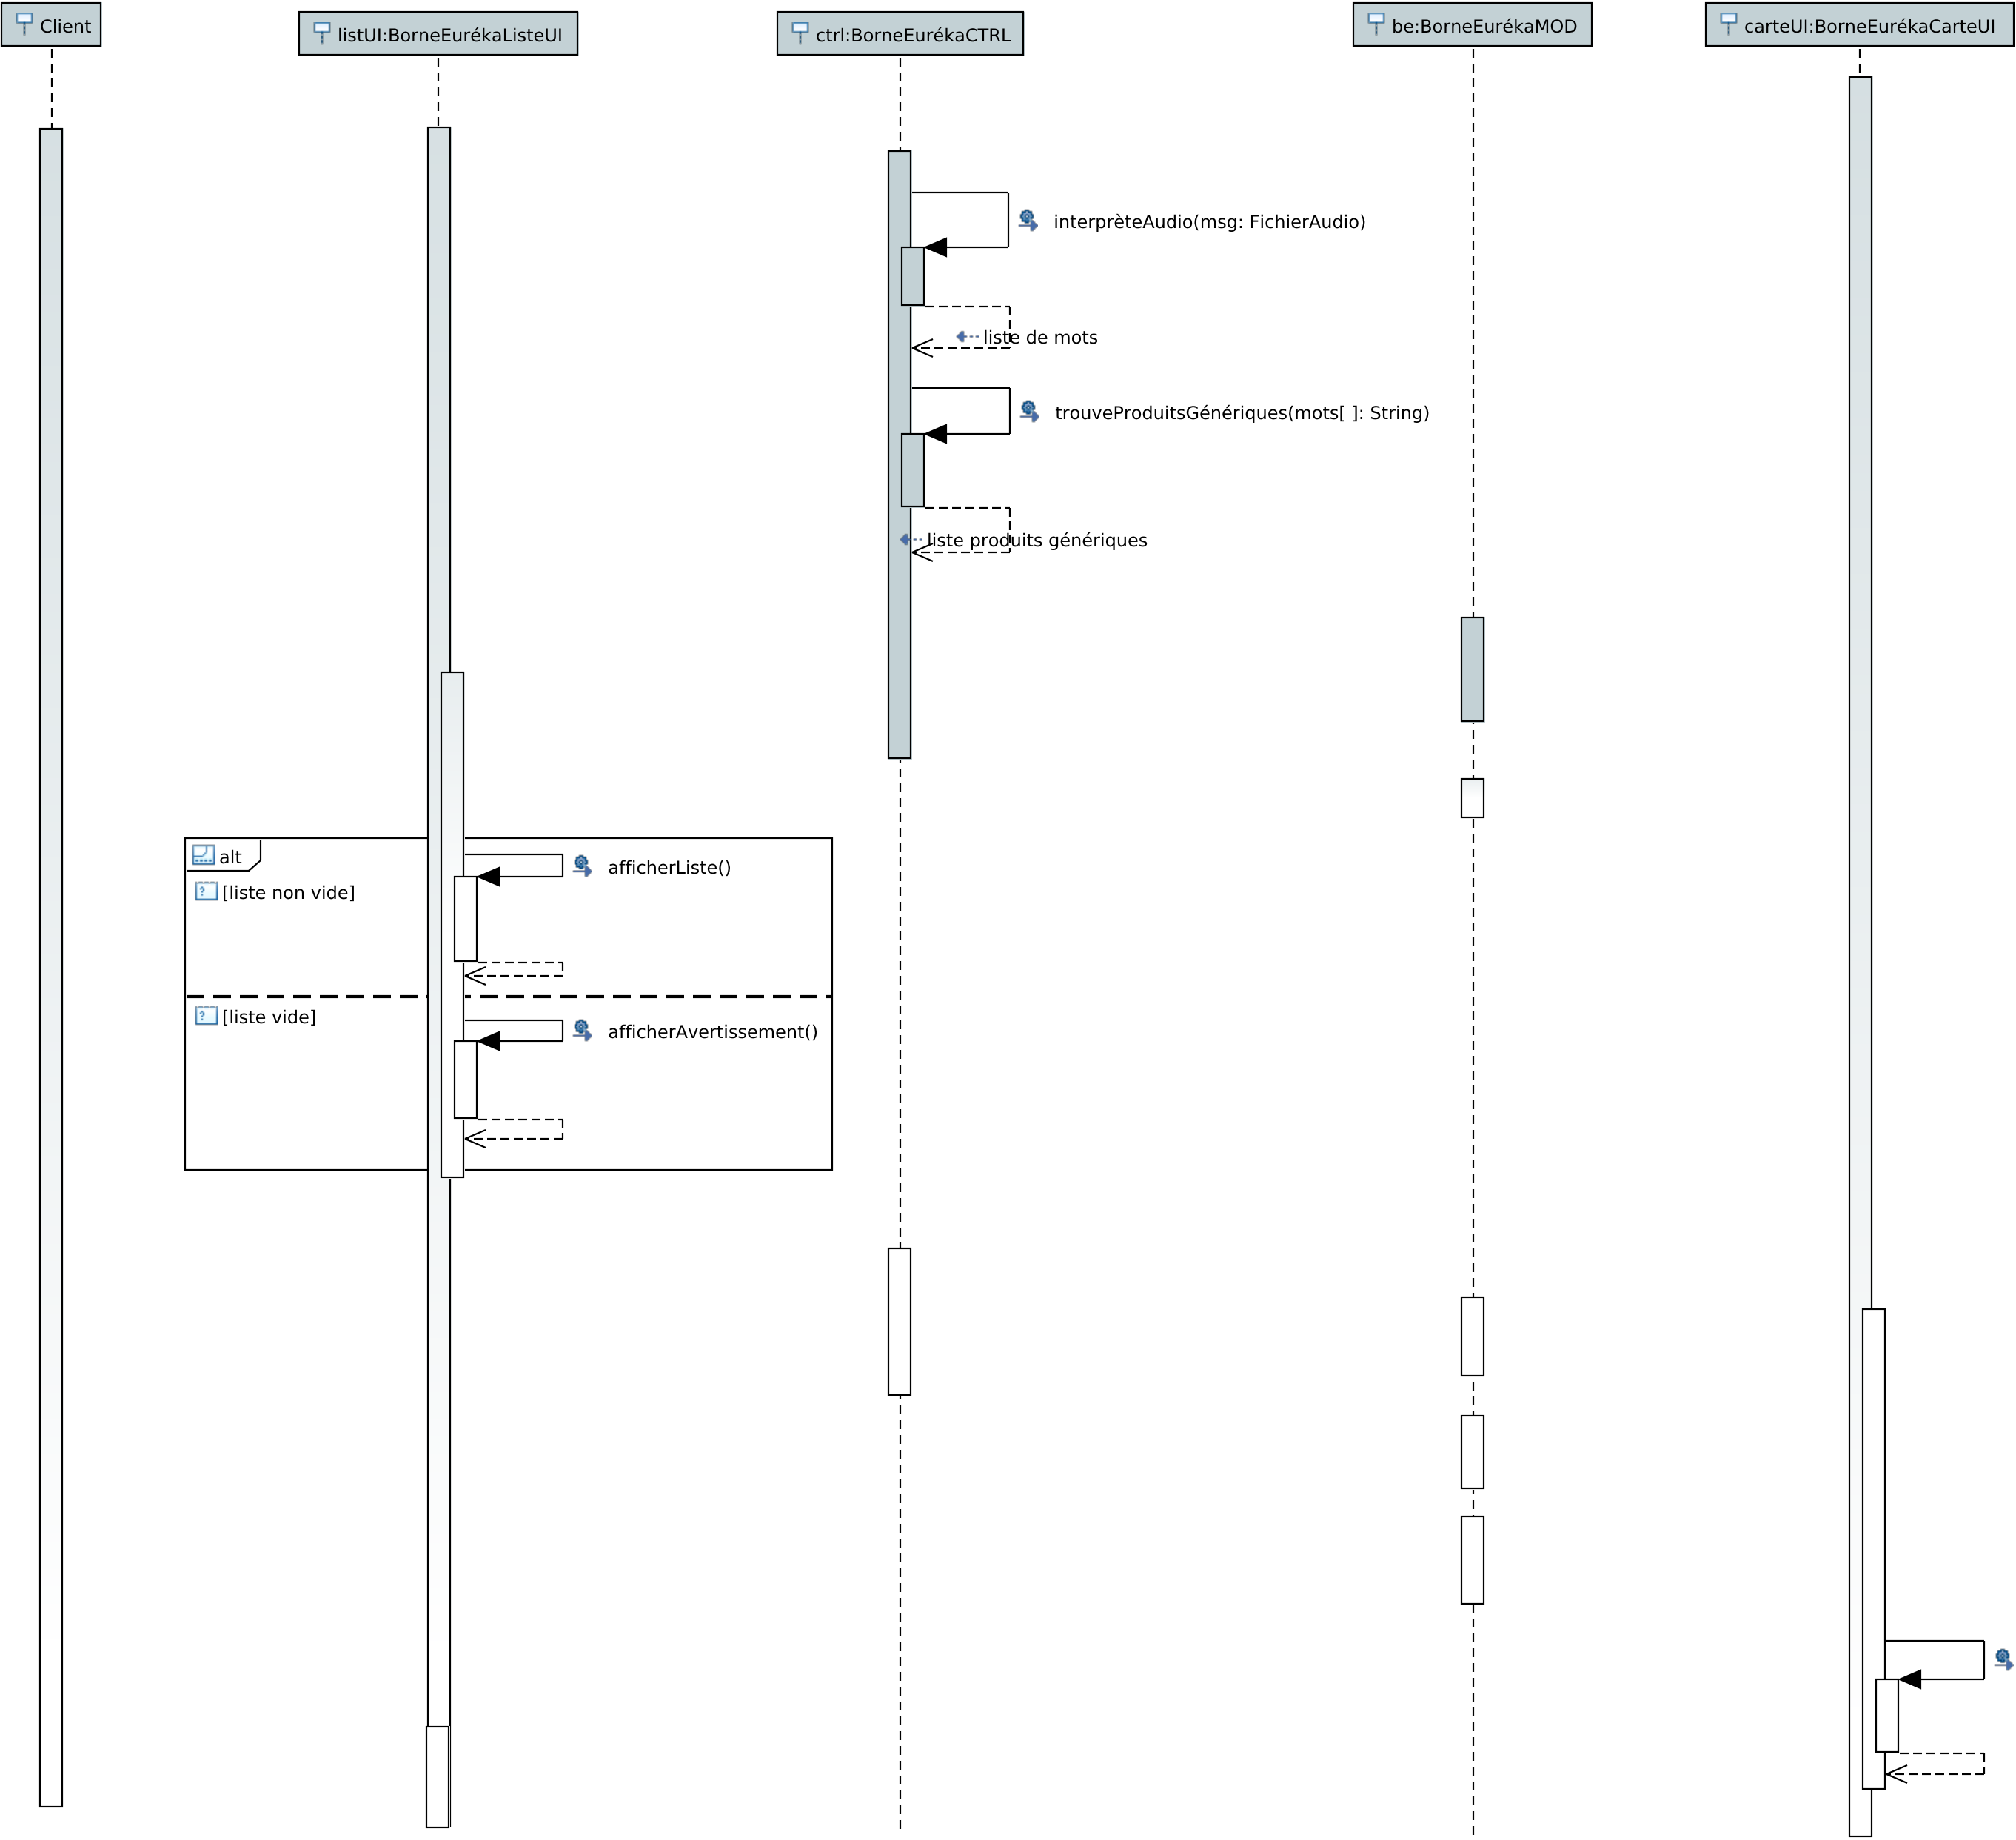 Client
listUI:BorneEurékaListeUI
ctrl:BorneEurékaCTRL
be:BorneEurékaMOD
carteUI:BorneEurékaCarteUI
interprèteAudio(msg: FichierAudio)
liste de mots
trouveProduitsGénériques(mots[ ]: String)
liste produits génériques
alt
afficherListe()
[liste non vide]
[liste vide]
afficherAvertissement()